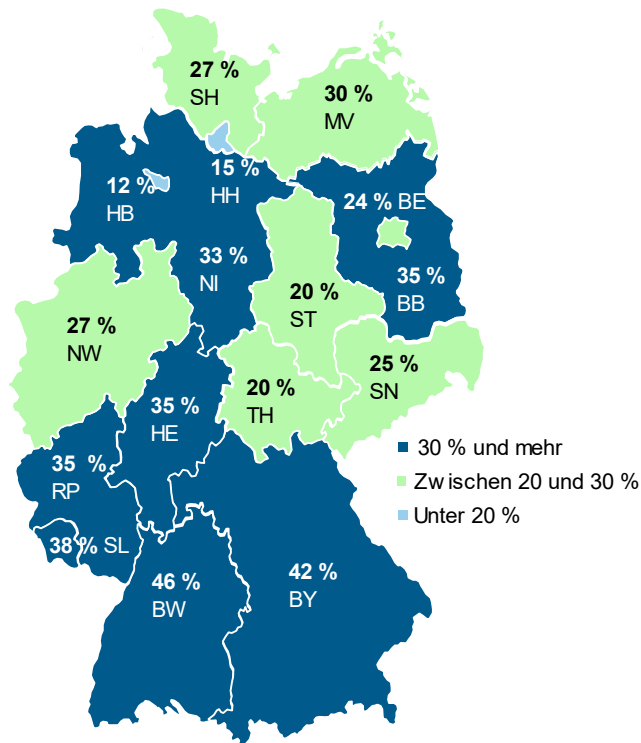 27 %
SH
30 %
MV
15 %
HH
12 %
HB
24 % BE
33 %
NI
35 %
BB
20 %
ST
27 %
NW
25 %
SN
20 %
TH
35 %
HE
35 %
RP
38 % SL
46 %
BW
42 %
BY
30 % und mehr
Zwischen 20 und 30 %
Unter 20 %